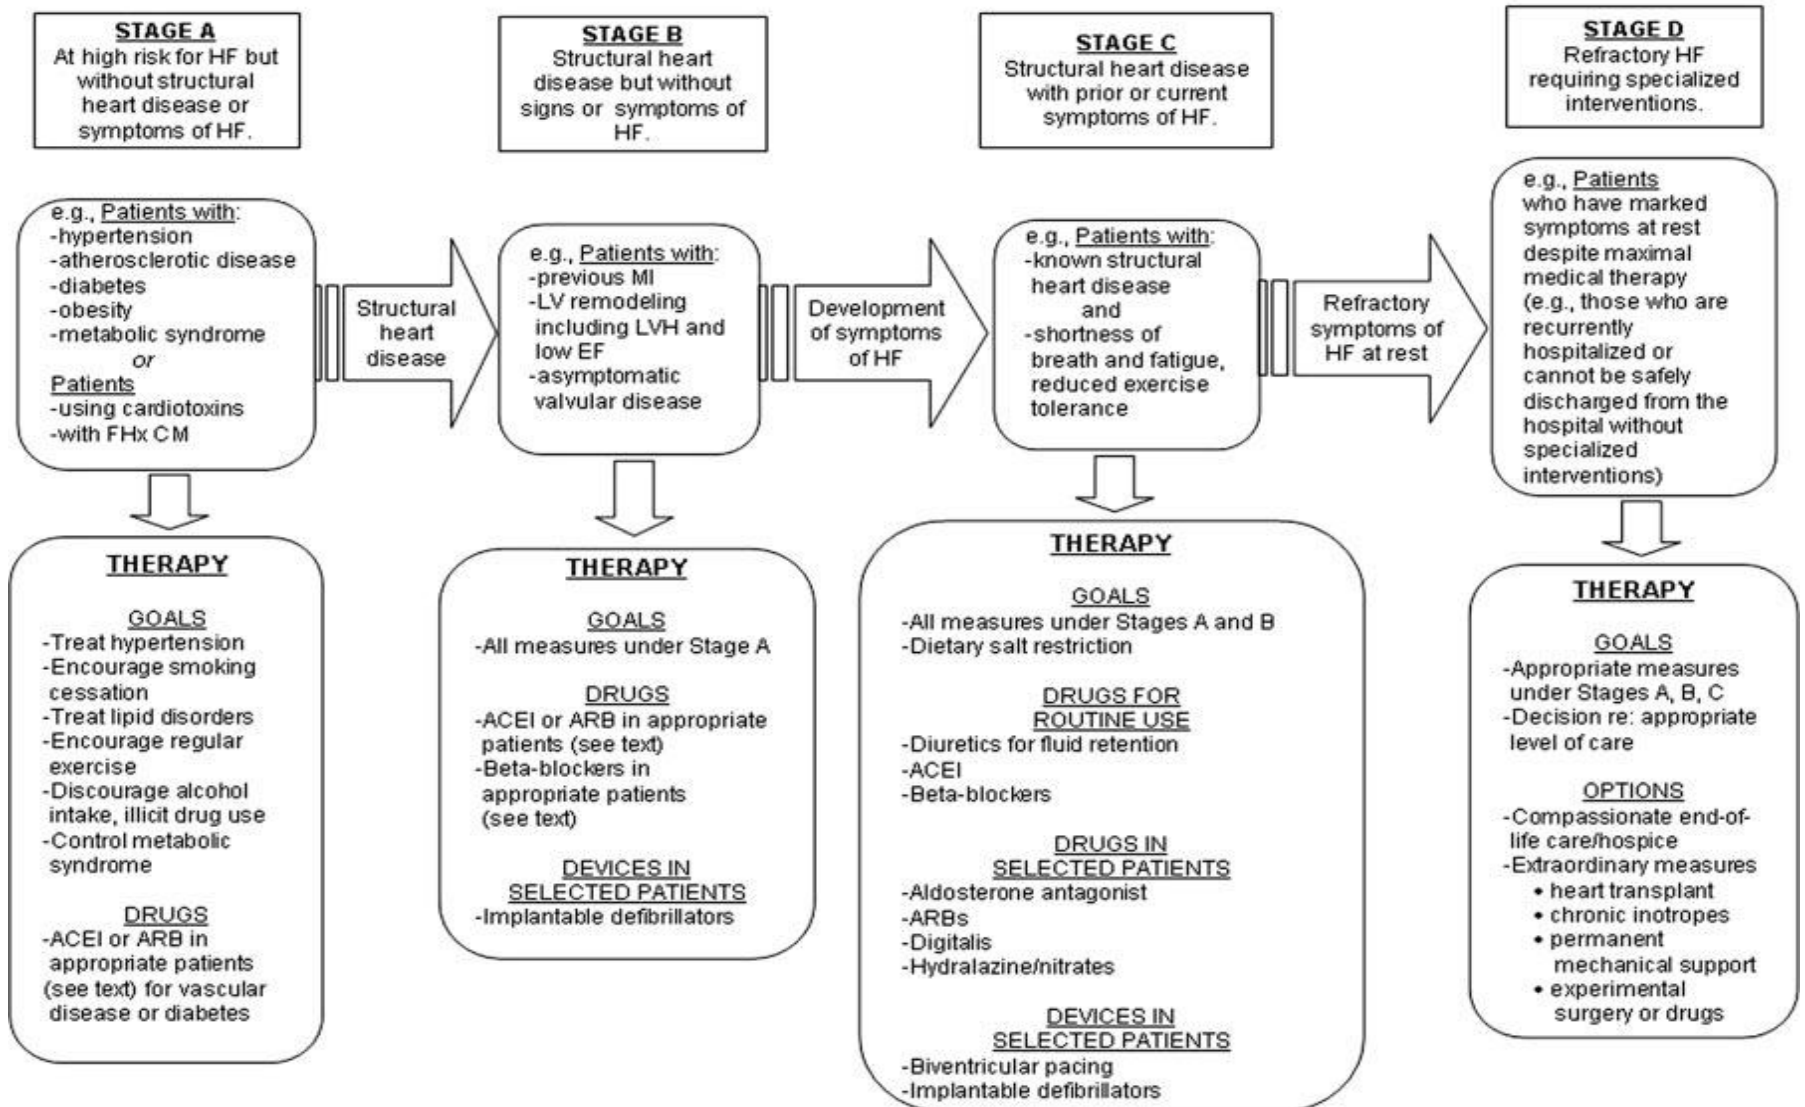 STAGE A
At high risk for HF but
without structural
heart disease or
symptoms of HF.
STAGE B
Structural heart
disease but without
signs or symptoms of
HF.
STAGE C
Structural heart disease
with prior or current
symptoms of HF.
STAGE D
Refractory HF
requiring specialized
interventions.
e.g., Patients with:
-hypertension
-atherosclerotic disease
-diabetes
-obesity
-metabolic syndrome
or
Patients
-using cardiotoxins
-with FHx CM
Structural
heart
disease
e.g., Patients with:
-previous MI
-LV remodeling
including LVH and
low EF
-asymptomatic
valvular disease
Development
of symptoms
of HF
e.g., Patients with:
-known structural
heart disease
and
-shortness of
breath and fatigue,
reduced exercise
tolerance
Refractory
symptoms of
HF at rest
e.g., Patients
who have marked
symptoms at rest
despite maximal
medical therapy
(e.g., those who are
recurrently
hospitalized or
cannot be safely
discharged from the
hospital without
specialized
interventions)
THERAPY
GOALS
-Treat hypertension
-Encourage smoking
cessation
-Treat lipid disorders
-Encourage regular
exercise
-Discourage alcohol
intake, illicit drug use
-Control metabolic
syndrome
DRUGS
-ACEI or ARB in
appropriate patients
(see text) for vascular
disease or diabetes
THERAPY
GOALS
-All measures under Stage A
DRUGS
-ACEI or ARB in appropriate
patients (see text)
-Beta-blockers in
appropriate patients
(see text)
DEVICES IN
SELECTED PATIENTS
-Implantable defibrillators
THERAPY
GOALS
-All measures under Stages A and B
-Dietary salt restriction
DRUGS FOR
ROUTINE USE
-Diuretics for fluid retention
-ACEI
-Beta-blockers
DRUGS IN
SELECTED PATIENTS
-Aldosterone antagonist
-ARBs
-Digitalis
-Hydralazine/nitrates
DEVICES IN
SELECTED PATIENTS
-Biventricular pacing
-Implantable defibrillators
THERAPY
GOALS
-Appropriate measures
under Stages A, B, C
-Decision re: appropriate
level of care
OPTIONS
-Compassionate end-of-
life care/hospice
-Extraordinary measures
• heart transplant
• chronic inotropes
• permanent
mechanical support
• experimental
surgery or drugs